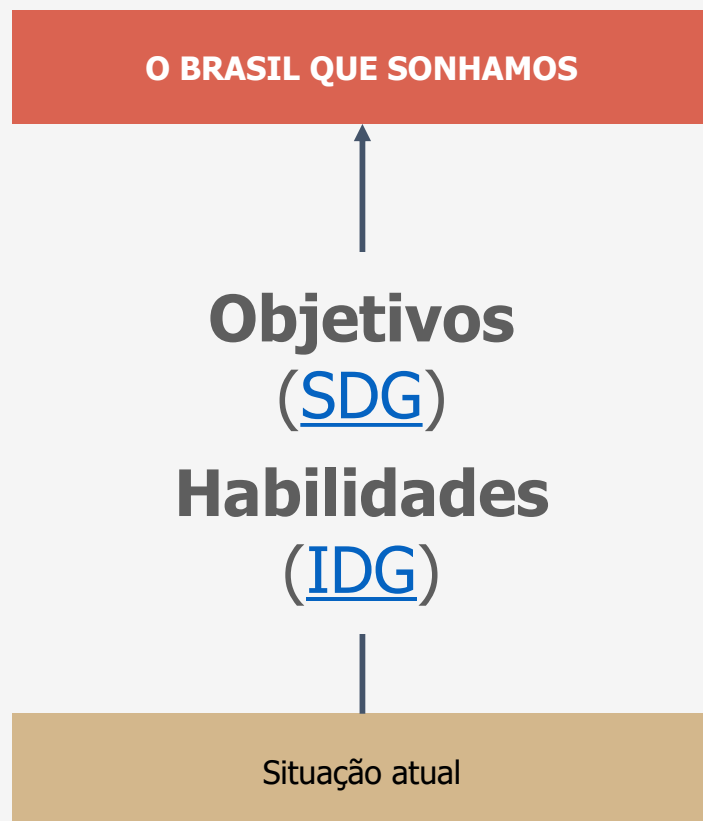 O BRASIL QUE SONHAMOS
Objetivos
(SDG)
Habilidades
(IDG)
Situação atual